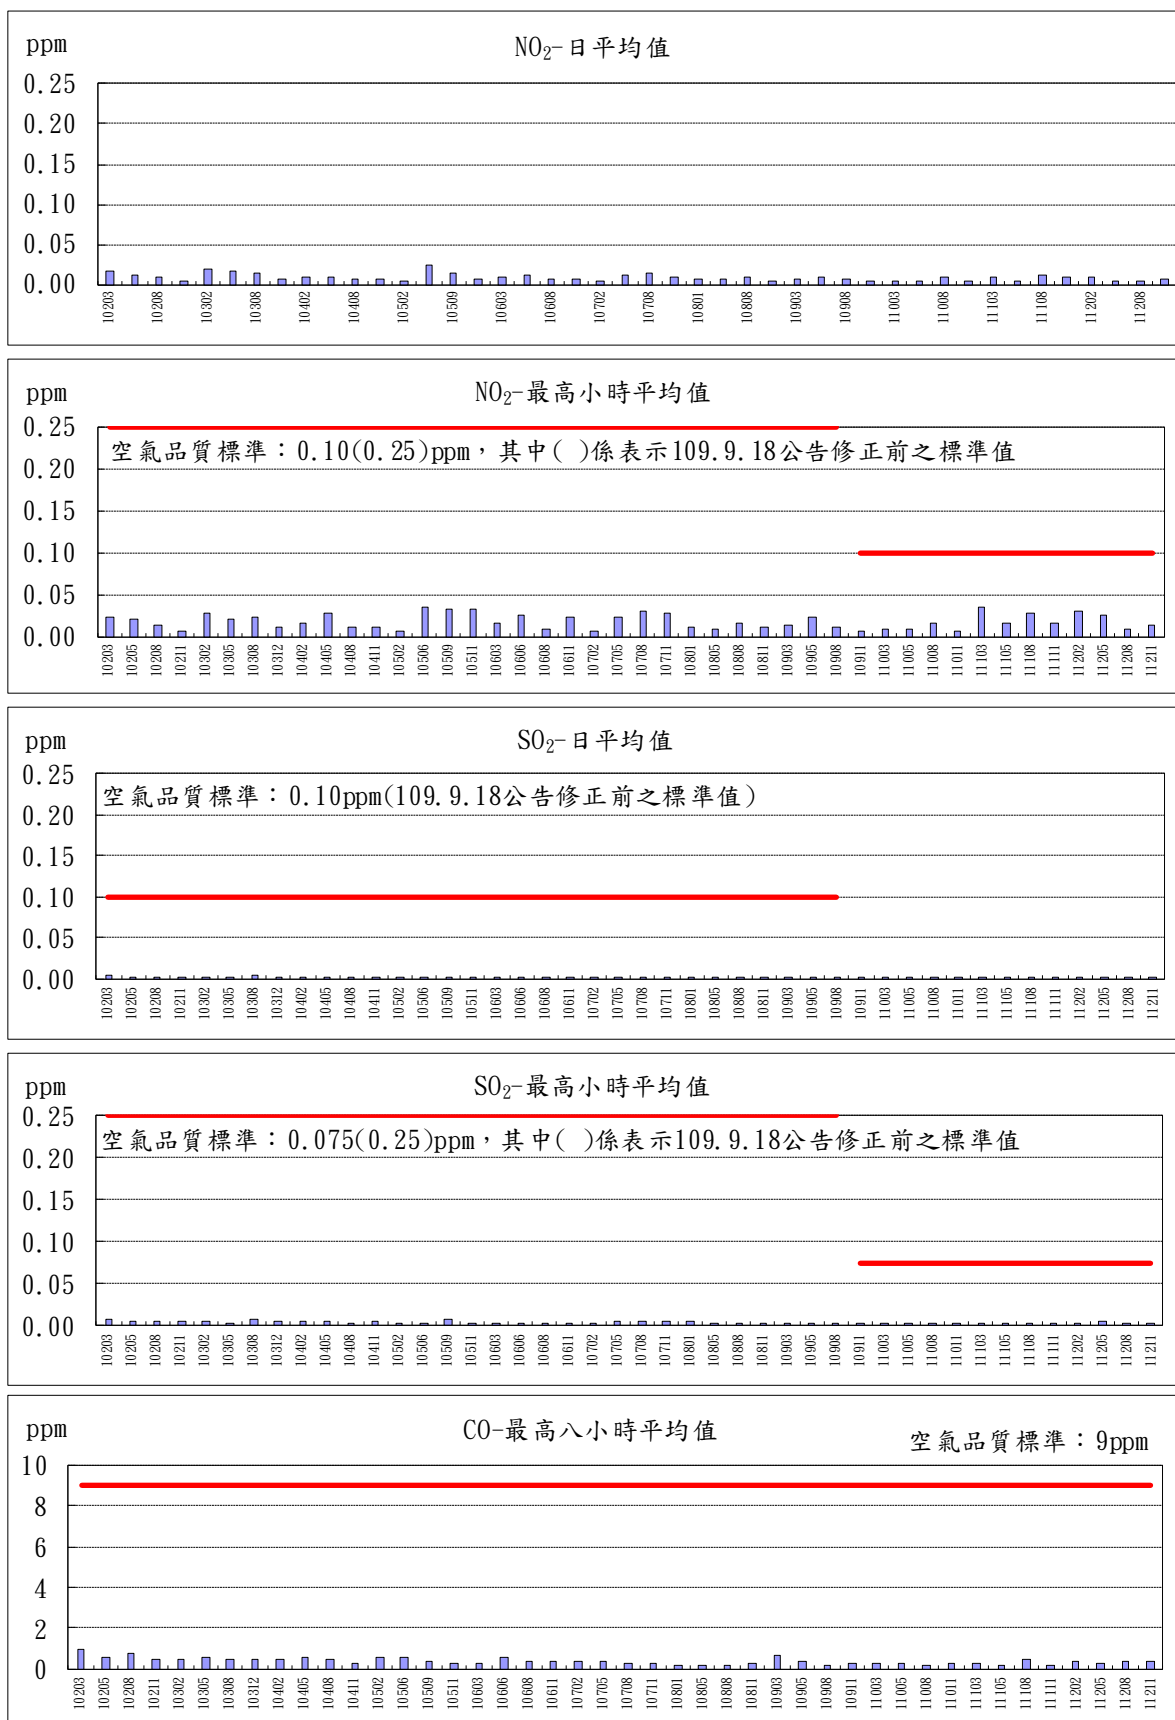 ppm
NO₂-日平均值
0.25
0.20
0.15
0.10
0.05
0.00
10203 10208 10302 10308 10402 10408 10502 10509 10603 10608 10702 10708 10801 10808 10903 10908 11003 11008 11103 11108 11202 11208
ppm
NO₂-最高小時平均值
0.25
空氣品質標準：0.10(0.25)ppm，其中( )係表示109.9.18公告修正前之標準值
0.20
0.15
0.10
0.05
0.00
10203 10205 10208 10211 10302 10305 10308 10312 10402 10405 10408 10411 10502 10506 10509 10511 10603 10606 10608 10611 10702 10705 10708 10711 10801 10805 10808 10811 10903 10905 10908 10911 11003 11005 11008 11011 11103 11105 11108 11111 11202 11205 11208 11211
ppm
SO₂-日平均值
0.25
空氣品質標準：0.10ppm(109.9.18公告修正前之標準值)
0.20
0.15
0.10
0.05
0.00
10203 10205 10208 10211 10302 10305 10308 10312 10402 10405 10408 10411 10502 10506 10509 10511 10603 10606 10608 10611 10702 10705 10708 10711 10801 10805 10808 10811 10903 10905 10908 10911 11003 11005 11008 11011 11103 11105 11108 11111 11202 11205 11208 11211
ppm
SO₂-最高小時平均值
0.25
空氣品質標準：0.075(0.25)ppm，其中( )係表示109.9.18公告修正前之標準值
0.20
0.15
0.10
0.05
0.00
10203 10205 10208 10211 10302 10305 10308 10312 10402 10405 10408 10411 10502 10506 10509 10511 10603 10606 10608 10611 10702 10705 10708 10711 10801 10805 10808 10811 10903 10905 10908 10911 11003 11005 11008 11011 11103 11105 11108 11111 11202 11205 11208 11211
ppm
CO-最高八小時平均值
空氣品質標準：9ppm
10
8
6
4
2
0
10203 10205 10208 10211 10302 10305 10308 10312 10402 10405 10408 10411 10502 10506 10509 10511 10603 10606 10608 10611 10702 10705 10708 10711 10801 10805 10808 10811 10903 10905 10908 10911 11003 11005 11008 11011 11103 11105 11108 11111 11202 11205 11208 11211